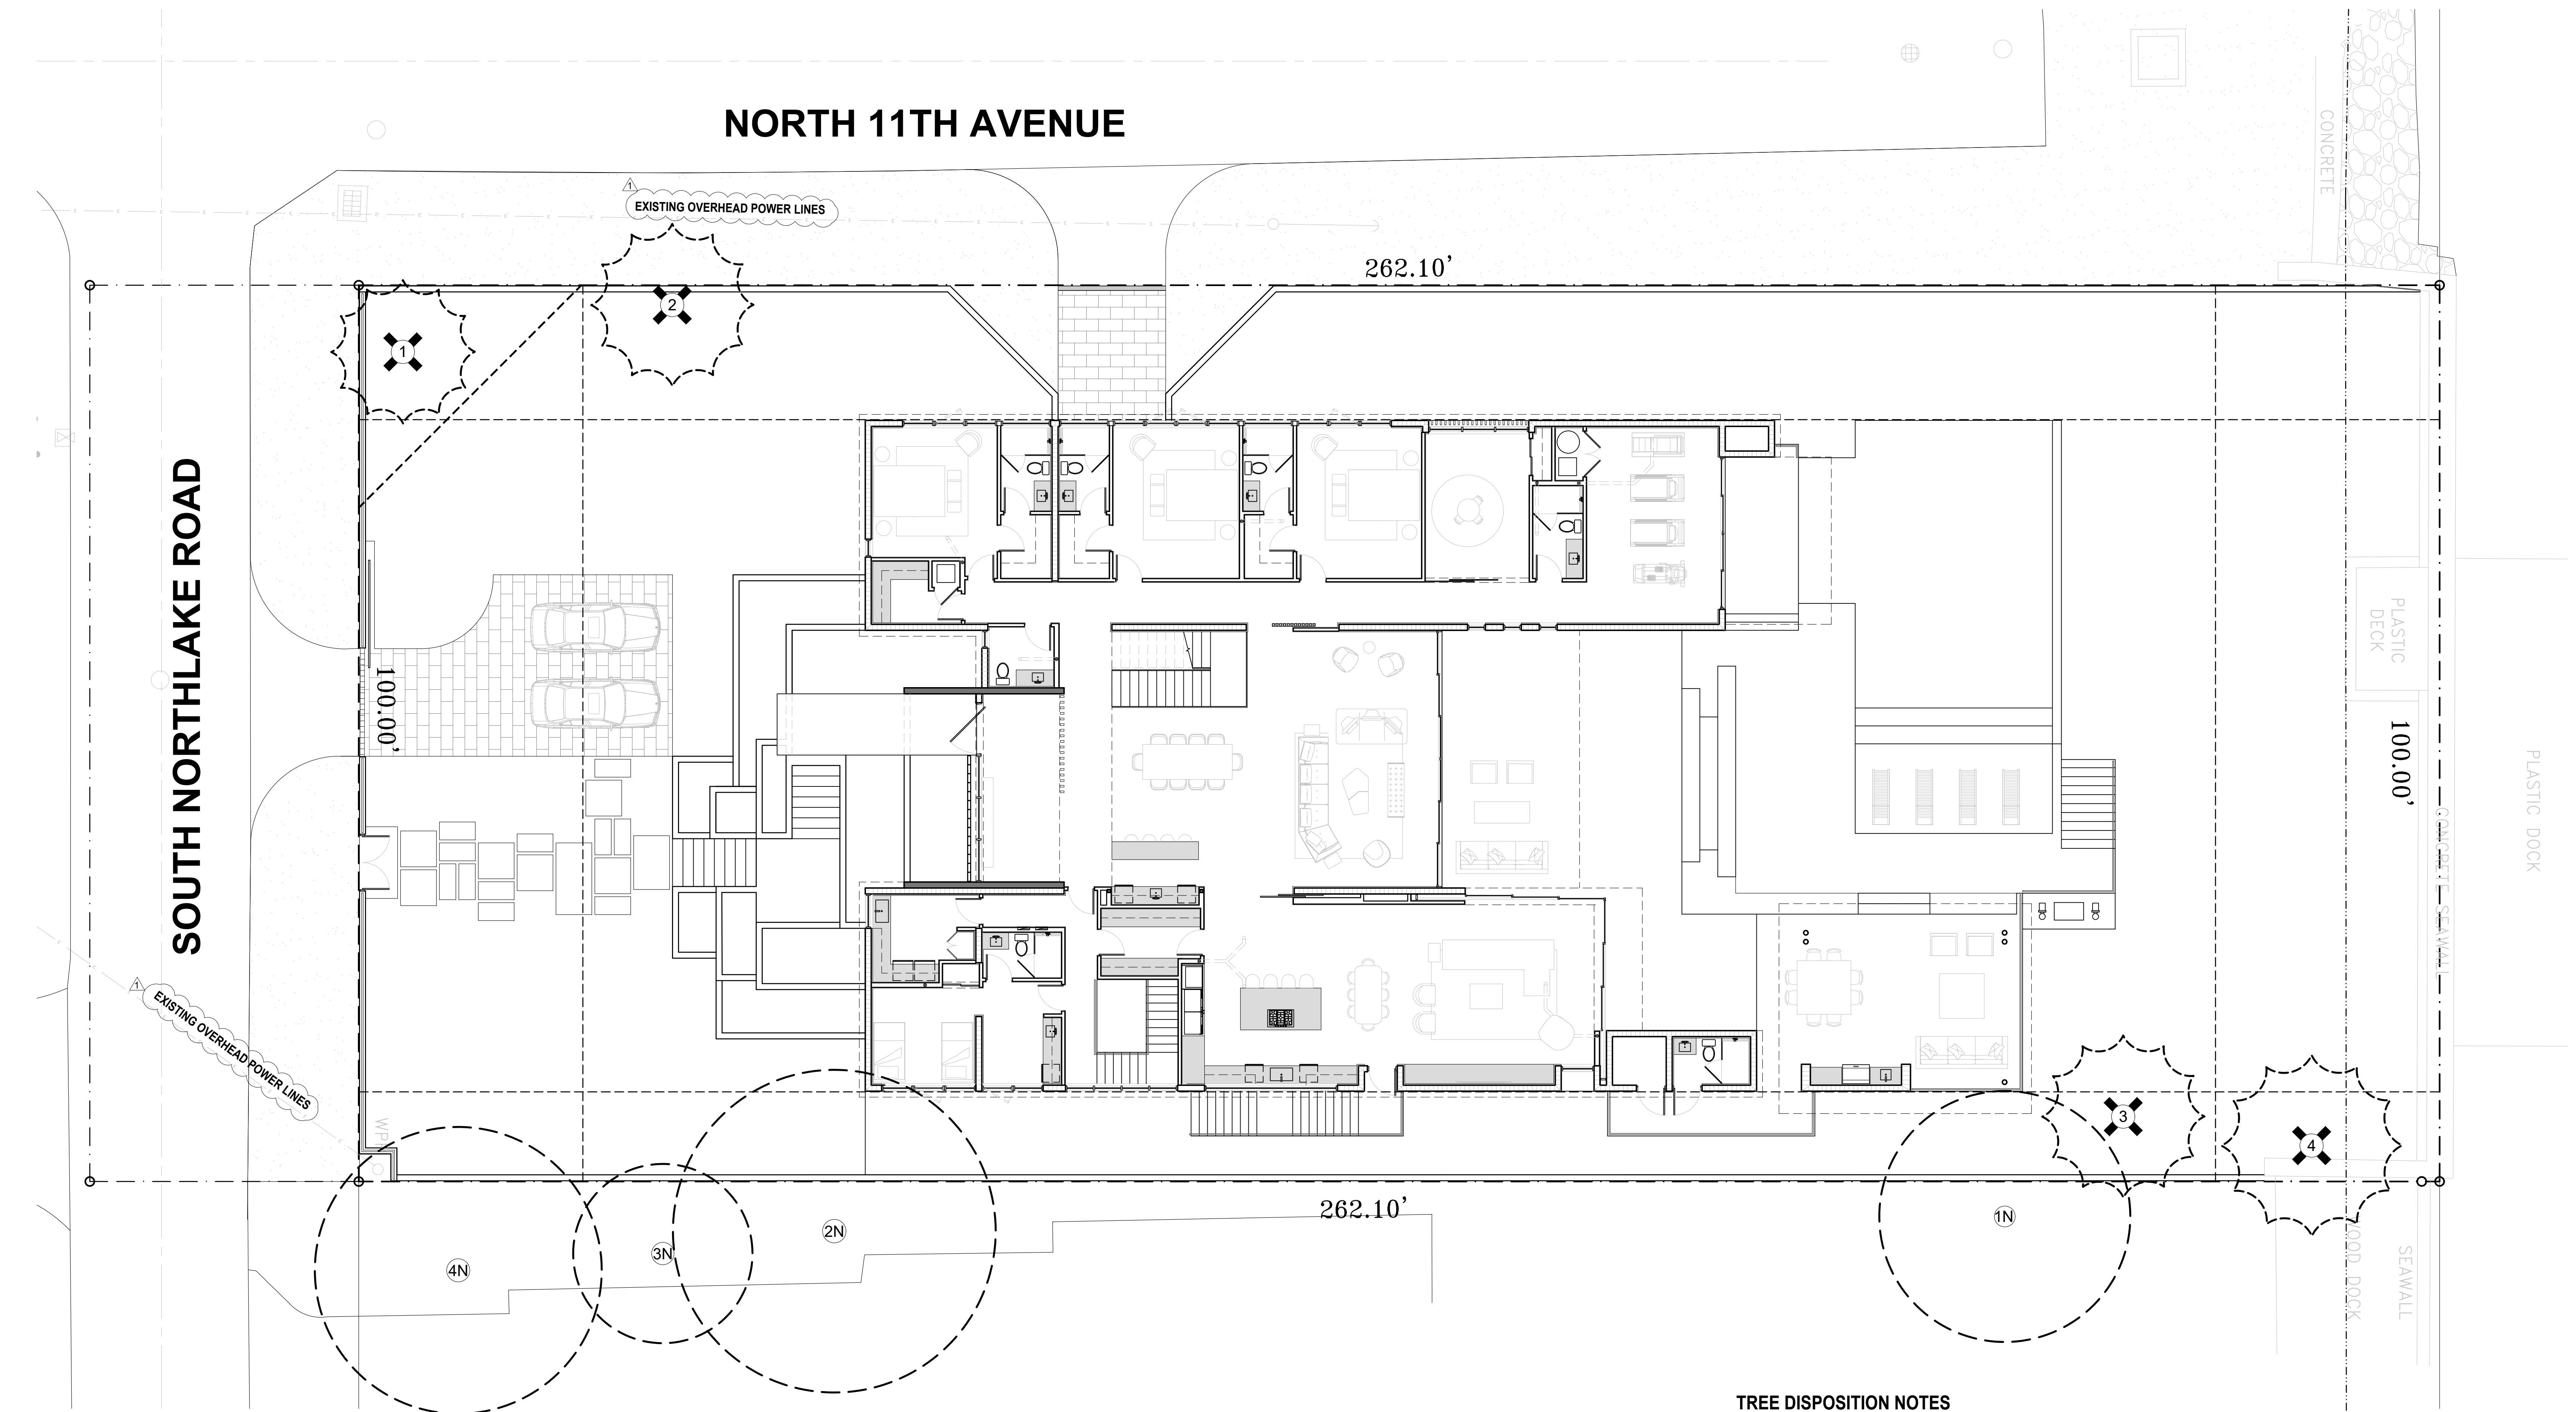 NORTH 11TH AVENUE
CONCRETE
1
EXISTING OVERHEAD POWER LINES
262.10'
2
1
SOUTH NORTHLAKE ROAD
100.00'
PLASTIC
DECK
100.00'
PLASTIC DOCK
CONCRETE SEAWALL
1
EXISTING OVERHEAD POWER LINES
3
4
262.10'
2N
3N
4N
1N
WOOD DOCK
SEAWALL
TREE DISPOSITION NOTES